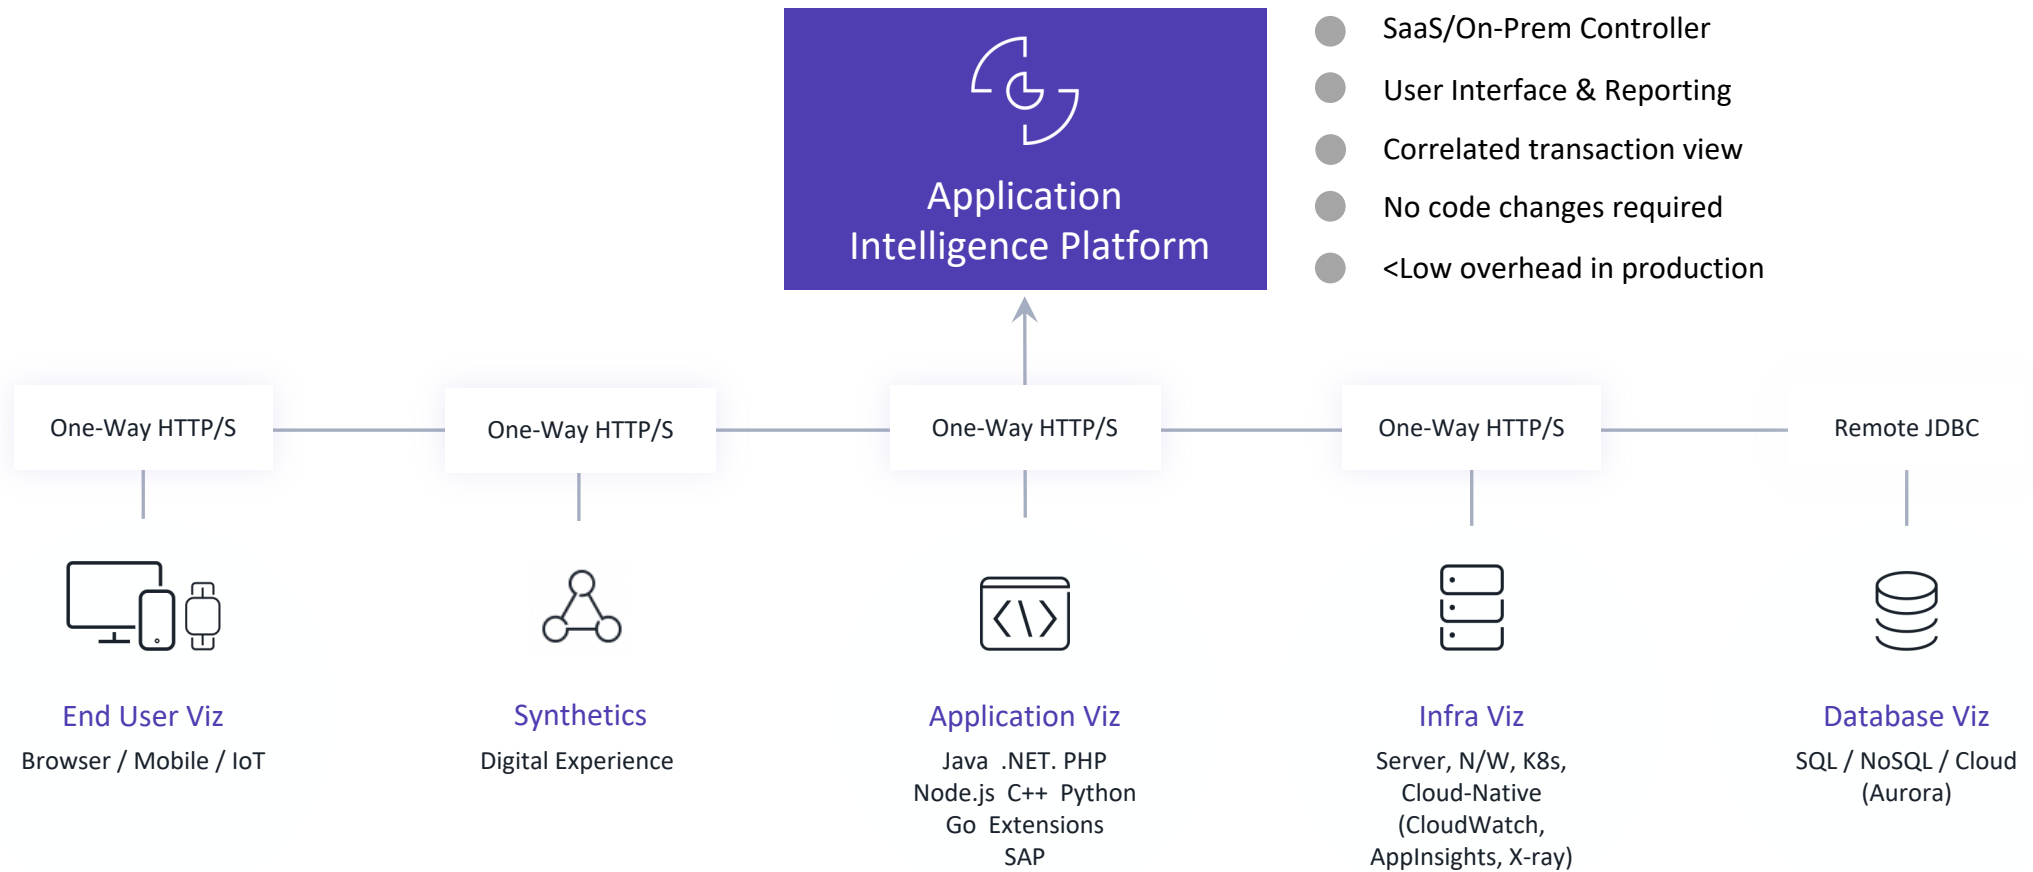 Application
Intelligence Platform
SaaS/On-Prem Controller
User Interface & Reporting
Correlated transaction view
No code changes required
<Low overhead in production
One-Way HTTP/S
One-Way HTTP/S
One-Way HTTP/S
One-Way HTTP/S
Remote JDBC
End User Viz
Browser / Mobile / IoT
Synthetics
Digital Experience
Application Viz
Java .NET. PHP
Node.js C++ Python
Go Extensions
SAP
Infra Viz
Server, N/W, K8s,
Cloud-Native
(CloudWatch,
AppInsights, X-ray)
Database Viz
SQL / NoSQL / Cloud
(Aurora)